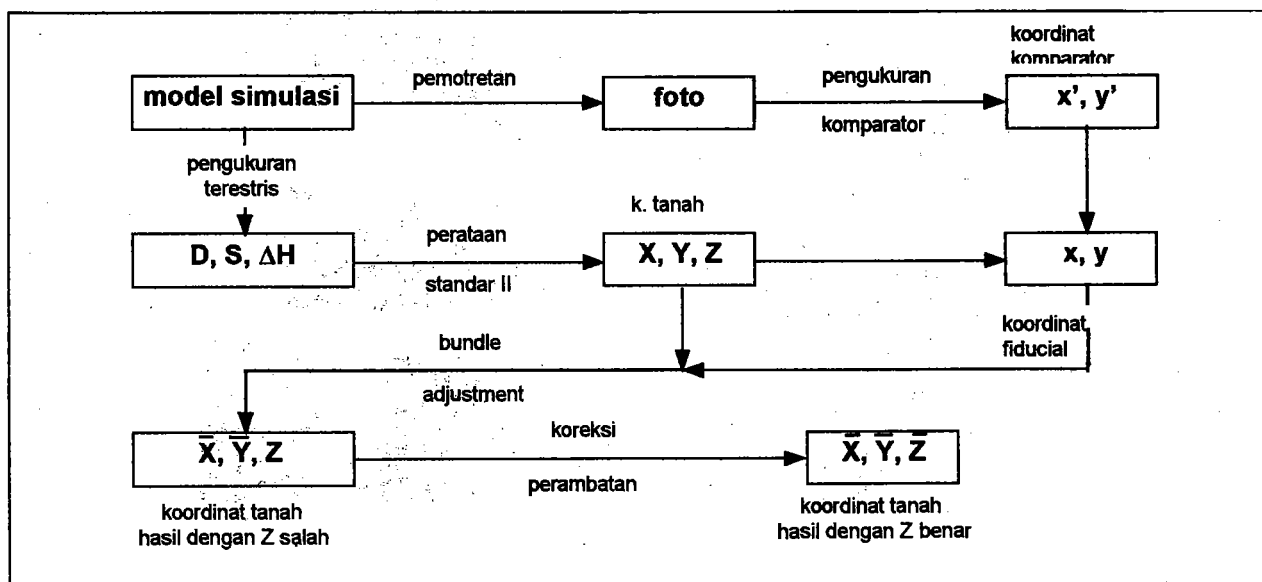 koordinat
komparator
model simulasi
pemotretan
foto
pengukuran
komparator
x', y'
pengukuran
terestris
k. tanah
D, S, ΔH
perataan
standar II
X, Y, Z
x, y
bundle
adjustment
koordinat
fiducial
X̄, Ȳ, Z
koreksi
perambatan
X̄, Ȳ, Z̄
koordinat tanah
hasil dengan Z salah
koordinat tanah
hasil dengan Z benar